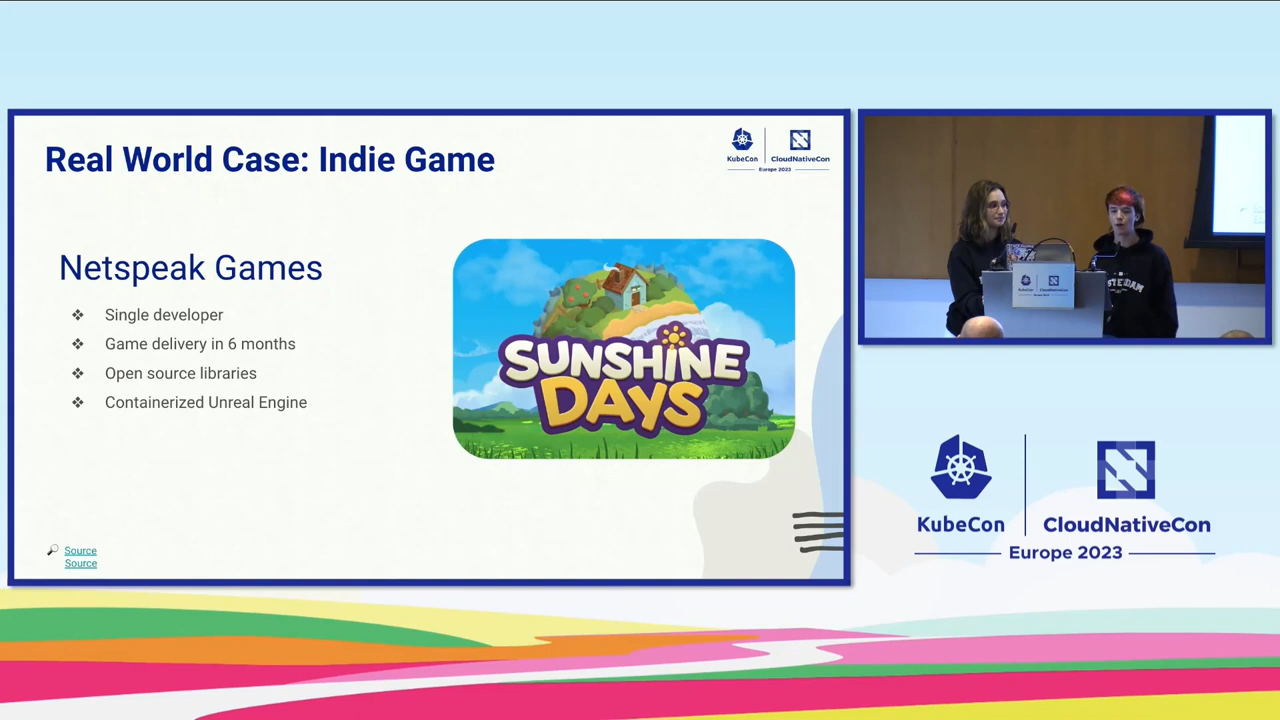 Real World Case: Indie Game
KubeCon
CloudNativeCon
Europe 2023
Netspeak Games
❖ Single developer
❖ Game delivery in 6 months
❖ Open source libraries
❖ Containerized Unreal Engine
SUNSHINE
DAYS
Source
Source
KubeCon
CloudNativeCon
Europe 2023